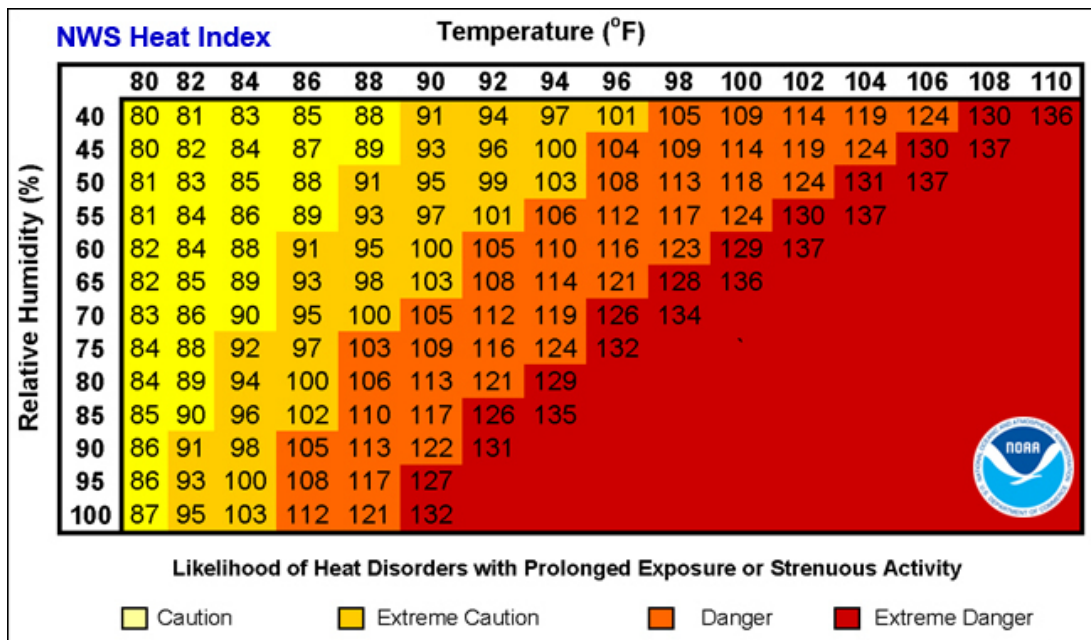 NWS Heat Index
Temperature (°F)
80 82 84 86 88 90 92 94 96 98 100 102 104 106 108 110
Relative Humidity (%)
40 80 81 83 85 88 91 94 97 101 105 109 114 119 124 130 136
45 80 82 84 87 89 93 96 100 104 109 114 119 124 130 137
50 81 83 85 88 91 95 99 103 108 113 118 124 131 137
55 81 84 86 89 93 97 101 106 112 117 124 130 137
60 82 84 88 91 95 100 105 110 116 123 129 137
65 82 85 89 93 98 103 108 114 121 128 136
70 83 86 90 95 100 105 112 119 126 134
75 84 88 92 97 103 109 116 124 132
80 84 89 94 100 106 113 121 129
85 85 90 96 102 110 117 126 135
90 86 91 98 105 113 122 131
95 86 93 100 108 117 127
100 87 95 103 112 121 132
NATIONAL OCEANIC AND ATMOSPHERIC ADMINISTRATION
NOAA
U.S. DEPARTMENT OF COMMERCE
Likelihood of Heat Disorders with Prolonged Exposure or Strenuous Activity
Caution
Extreme Caution
Danger
Extreme Danger